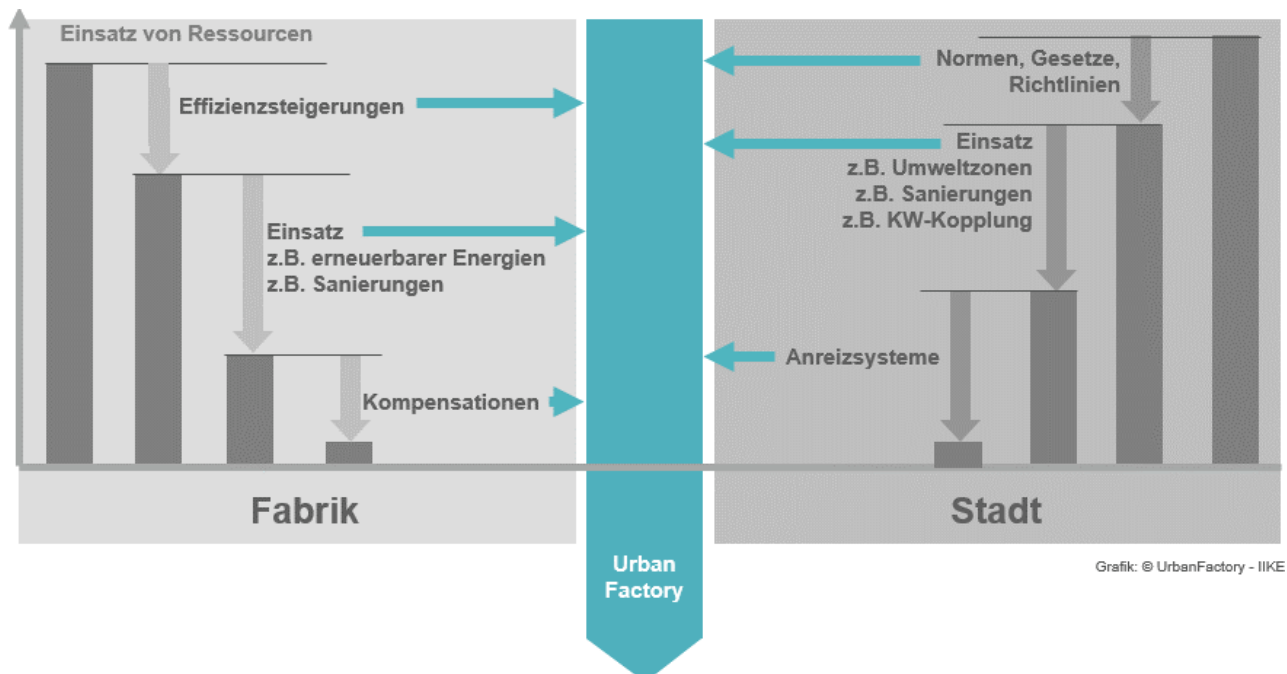 Einsatz von Ressourcen
Effizienzsteigerungen
Einsatz
z.B. erneuerbarer Energien
z.B. Sanierungen
Kompensationen
Fabrik
Urban
Factory
Normen, Gesetze,
Richtlinien
Einsatz
z.B. Umweltzonen
z.B. Sanierungen
z.B. KW-Kopplung
Anreizsysteme
Stadt
Grafik: © UrbanFactory - IIKE